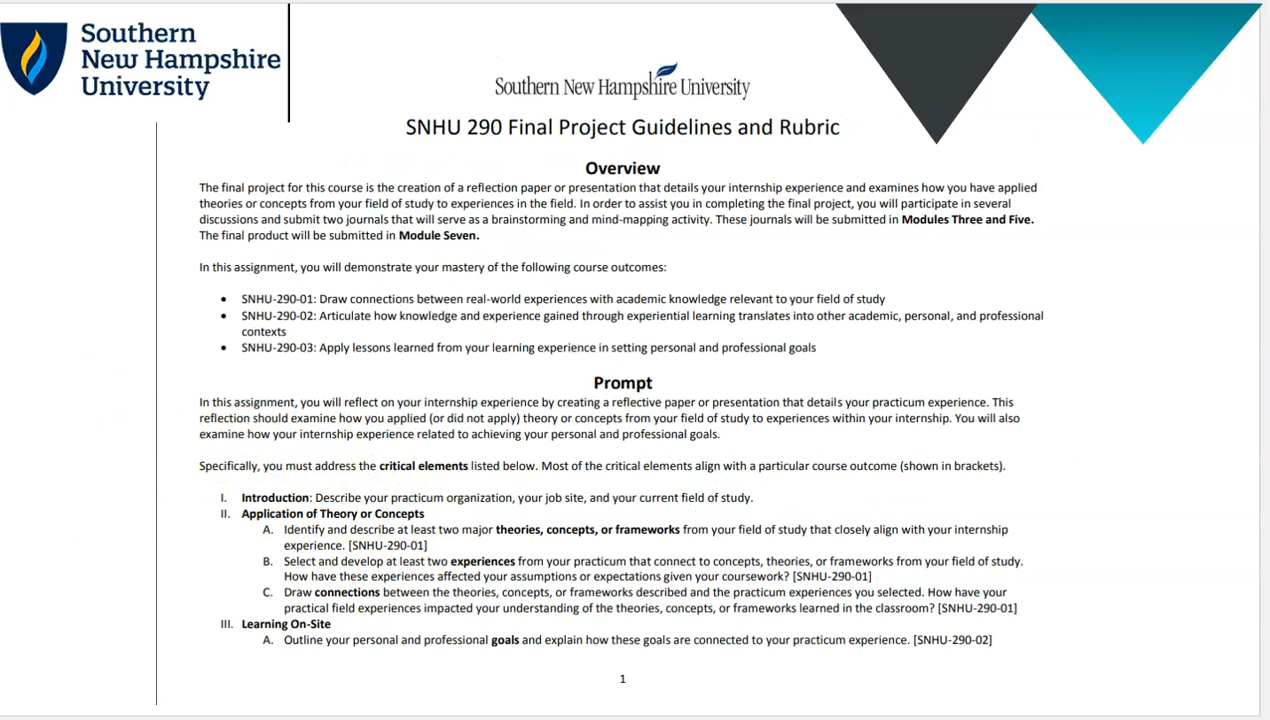 Southern
New Hampshire
University
Southern New Hampshire University
SNHU 290 Final Project Guidelines and Rubric
Overview
The final project for this course is the creation of a reflection paper or presentation that details your internship experience and examines how you have applied
theories or concepts from your field of study to experiences in the field. In order to assist you in completing the final project, you will participate in several
discussions and submit two journals that will serve as a brainstorming and mind-mapping activity. These journals will be submitted in Modules Three and Five.
The final product will be submitted in Module Seven.
In this assignment, you will demonstrate your mastery of the following course outcomes:
• SNHU-290-01: Draw connections between real-world experiences with academic knowledge relevant to your field of study
• SNHU-290-02: Articulate how knowledge and experience gained through experiential learning translates into other academic, personal, and professional
contexts
• SNHU-290-03: Apply lessons learned from your learning experience in setting personal and professional goals
Prompt
In this assignment, you will reflect on your internship experience by creating a reflective paper or presentation that details your practicum experience. This
reflection should examine how you applied (or did not apply) theory or concepts from your field of study to experiences within your internship. You will also
examine how your internship experience related to achieving your personal and professional goals.
Specifically, you must address the critical elements listed below. Most of the critical elements align with a particular course outcome (shown in brackets).
I. Introduction: Describe your practicum organization, your job site, and your current field of study.
II. Application of Theory or Concepts
A. Identify and describe at least two major theories, concepts, or frameworks from your field of study that closely align with your internship
experience. [SNHU-290-01]
B. Select and develop at least two experiences from your practicum that connect to concepts, theories, or frameworks from your field of study.
How have these experiences affected your assumptions or expectations given your coursework? [SNHU-290-01]
C. Draw connections between the theories, concepts, or frameworks described and the practicum experiences you selected. How have your
practical field experiences impacted your understanding of the theories, concepts, or frameworks learned in the classroom? [SNHU-290-01]
III. Learning On-Site
A. Outline your personal and professional goals and explain how these goals are connected to your practicum experience. [SNHU-290-02]
1